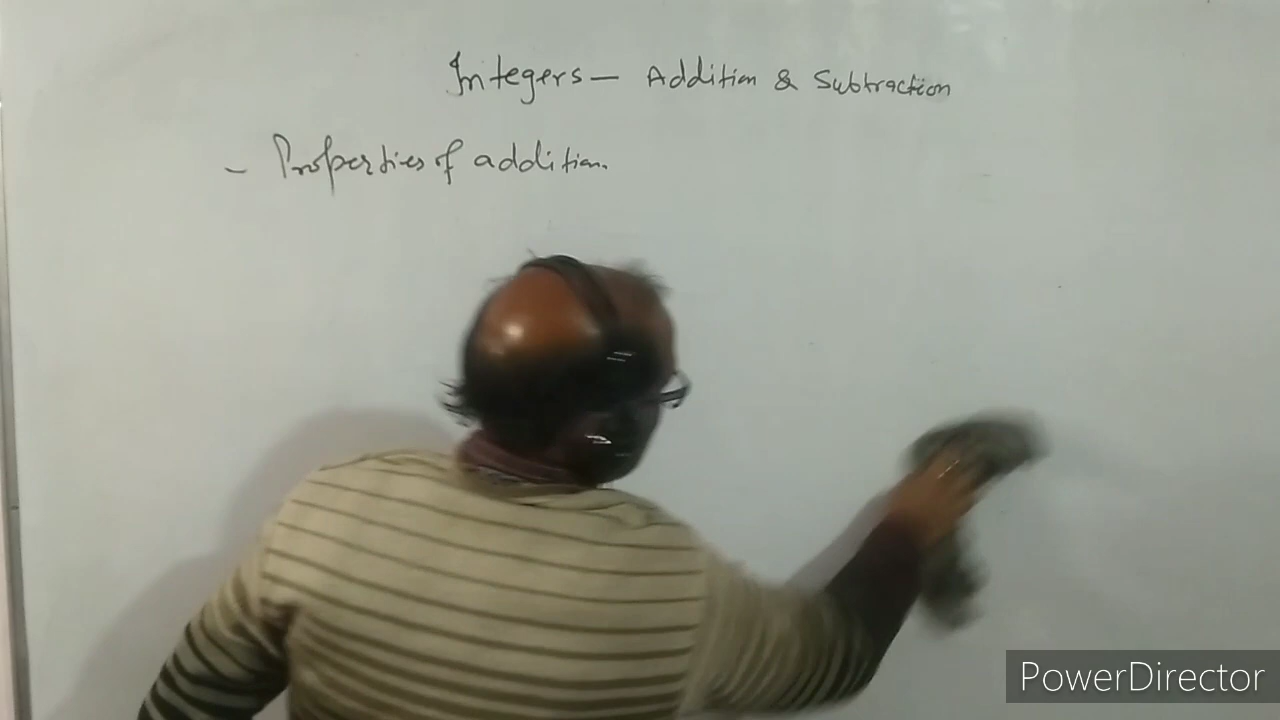 Integers — Addition & Subtraction
- Properties of addition.
PowerDirector